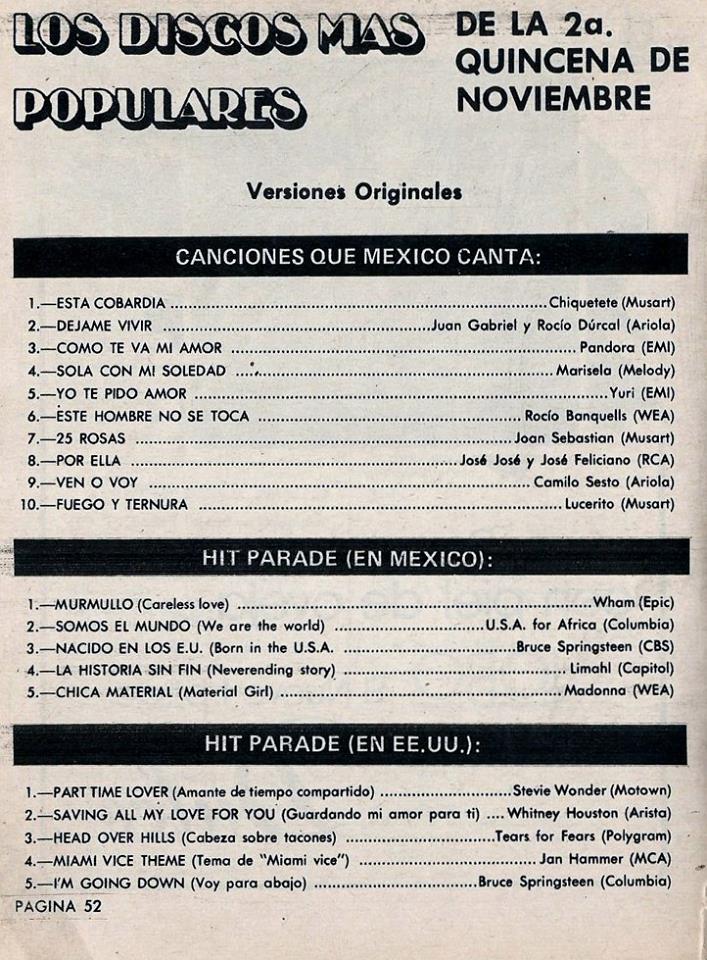 LOS DISCOS MAS POPULARES
DE LA 2a. QUINCENA DE NOVIEMBRE
Versiones Originales
CANCIONES QUE MEXICO CANTA:
1.—ESTA COBARDIA ........ Chiquetete (Musart)
2.—DEJAME VIVIR ........ Juan Gabriel y Rocío Dúrcal (Ariola)
3.—COMO TE VA MI AMOR ........ Pandora (EMI)
4.—SOLA CON MI SOLEDAD ........ Marisela (Melody)
5.—YO TE PIDO AMOR ........ Yuri (EMI)
6.—ESTE HOMBRE NO SE TOCA ........ Rocío Banquells (WEA)
7.—25 ROSAS ........ Joan Sebastian (Musart)
8.—POR ELLA ........ José José y José Feliciano (RCA)
9.—VEN O VOY ........ Camilo Sesto (Ariola)
10.—FUEGO Y TERNURA ........ Lucerito (Musart)
HIT PARADE (EN MEXICO):
1.—MURMULLO (Careless love) ........ Wham (Epic)
2.—SOMOS EL MUNDO (We are the world) ........ U.S.A. for Africa (Columbia)
3.—NACIDO EN LOS E.U. (Born in the U.S.A. ........ Bruce Springsteen (CBS)
4.—LA HISTORIA SIN FIN (Neverending story) ........ Limahl (Capitol)
5.—CHICA MATERIAL (Material Girl) ........ Madonna (WEA)
HIT PARADE (EN EE.UU.):
1.—PART TIME LOVER (Amante de tiempo compartido) ........ Stevie Wonder (Motown)
2.—SAVING ALL MY LOVE FOR YOU (Guardando mi amor para ti) .... Whitney Houston (Arista)
3.—HEAD OVER HILLS (Cabeza sobre tacones) ........ Tears for Fears (Polygram)
4.—MIAMI VICE THEME (Tema de "Miami vice") ........ Jan Hammer (MCA)
5.—I'M GOING DOWN (Voy para abajo) ........ Bruce Springsteen (Columbia)
PAGINA 52